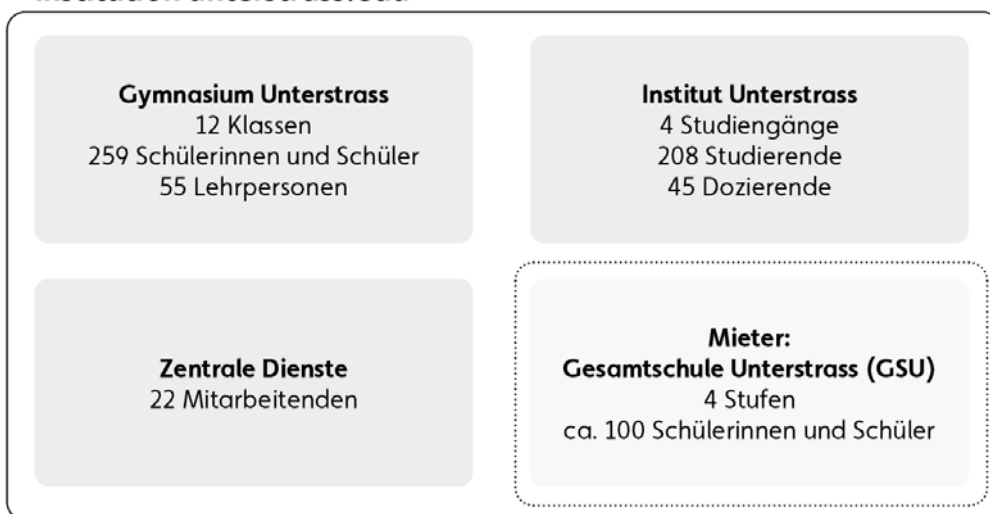 Gymnasium Unterstrass
12 Klassen
259 Schülerinnen und Schüler
55 Lehrpersonen
Institut Unterstrass
4 Studiengänge
208 Studierende
45 Dozierende
Zentrale Dienste
22 Mitarbeitenden
Mieter:
Gesamtschule Unterstrass (GSU)
4 Stufen
ca. 100 Schülerinnen und Schüler